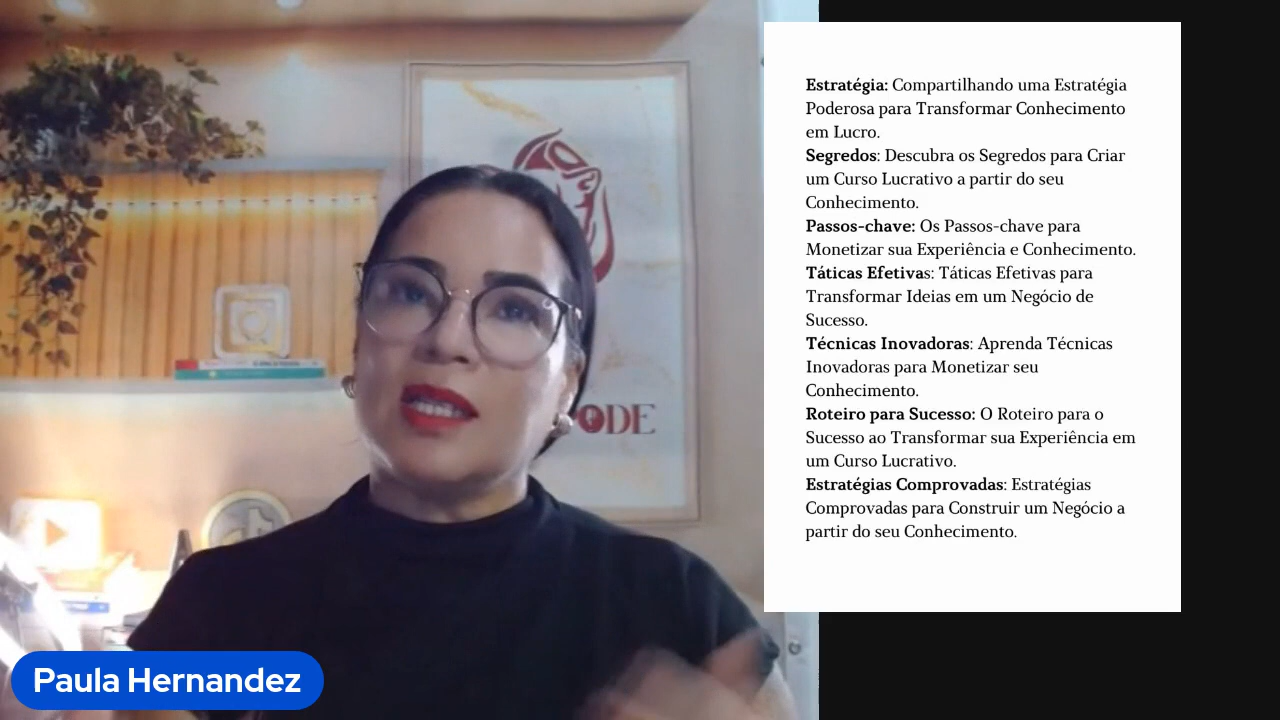 Estratégia: Compartilhando uma Estratégia
Poderosa para Transformar Conhecimento
em Lucro.
Segredos: Descubra os Segredos para Criar
um Curso Lucrativo a partir do seu
Conhecimento.
Passos-chave: Os Passos-chave para
Monetizar sua Experiência e Conhecimento.
Táticas Efetivas: Táticas Efetivas para
Transformar Ideias em um Negócio de
Sucesso.
Técnicas Inovadoras: Aprenda Técnicas
Inovadoras para Monetizar seu
Conhecimento.
Roteiro para Sucesso: O Roteiro para o
Sucesso ao Transformar sua Experiência em
um Curso Lucrativo.
Estratégias Comprovadas: Estratégias
Comprovadas para Construir um Negócio a
partir do seu Conhecimento.
PODE
Paula Hernandez